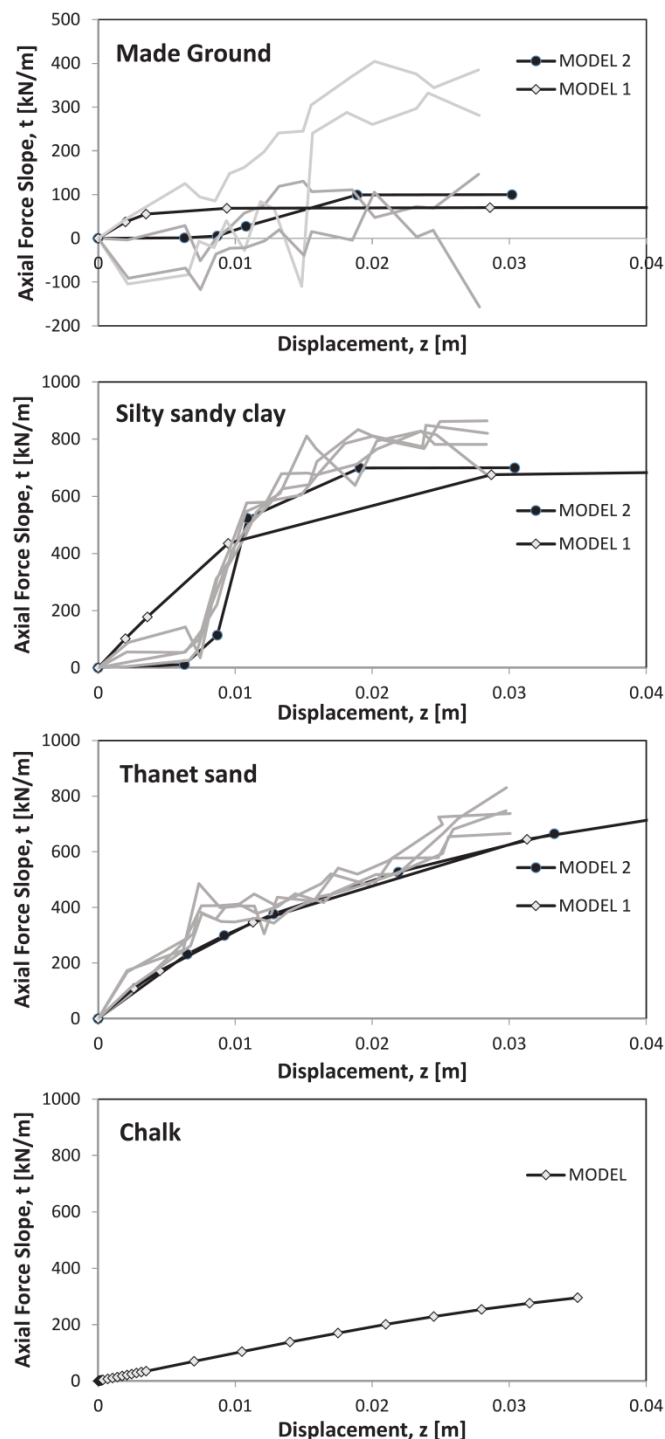 Axial Force Slope, t [kN/m]
500
400
300
200
100
0
-100
-200
Made Ground
MODEL 2
MODEL 1
0
0.01
0.02
0.03
0.04
Displacement, z [m]
Axial Force Slope, t [kN/m]
1000
800
600
400
200
0
Silty sandy clay
MODEL 2
MODEL 1
0
0.01
0.02
0.03
0.04
Displacement, z [m]
Axial Force Slope, t [kN/m]
1000
800
600
400
200
0
Thanet sand
MODEL 2
MODEL 1
0
0.01
0.02
0.03
0.04
Displacement, z [m]
Axial Force Slope, t [kN/m]
1000
800
600
400
200
0
Chalk
MODEL
0
0.01
0.02
0.03
0.04
Displacement, z [m]